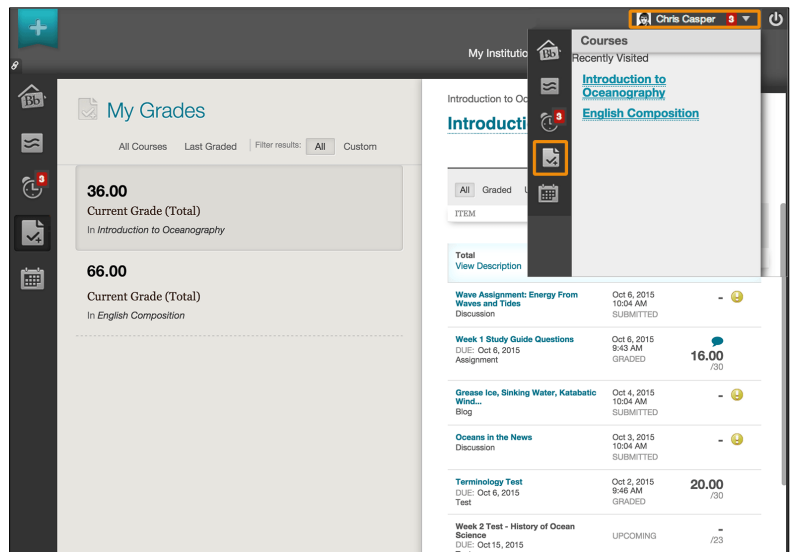 Chris Casper 3
My Institutio
Courses
Recently Visited
Introduction to
Oceanography
English Composition
Bb
3
Bb
3
My Grades
All Courses Last Graded Filter results: All Custom
36.00
Current Grade (Total)
In Introduction to Oceanography
66.00
Current Grade (Total)
In English Composition
Introduction to Oc
Introducti
All Graded U
ITEM
Total
View Description
Wave Assignment: Energy From
Waves and Tides
Discussion
Oct 6, 2015
10:04 AM
SUBMITTED
-
Week 1 Study Guide Questions
DUE: Oct 6, 2015
Assignment
Oct 6, 2015
9:43 AM
GRADED
16.00
/30
Grease Ice, Sinking Water, Katabatic
Wind...
Blog
Oct 4, 2015
10:04 AM
SUBMITTED
-
Oceans in the News
Discussion
Oct 3, 2015
10:04 AM
SUBMITTED
-
Terminology Test
DUE: Oct 6, 2015
Test
Oct 2, 2015
9:46 AM
GRADED
20.00
/30
Week 2 Test - History of Ocean
Science
DUE: Oct 15, 2015
UPCOMING
-
/23